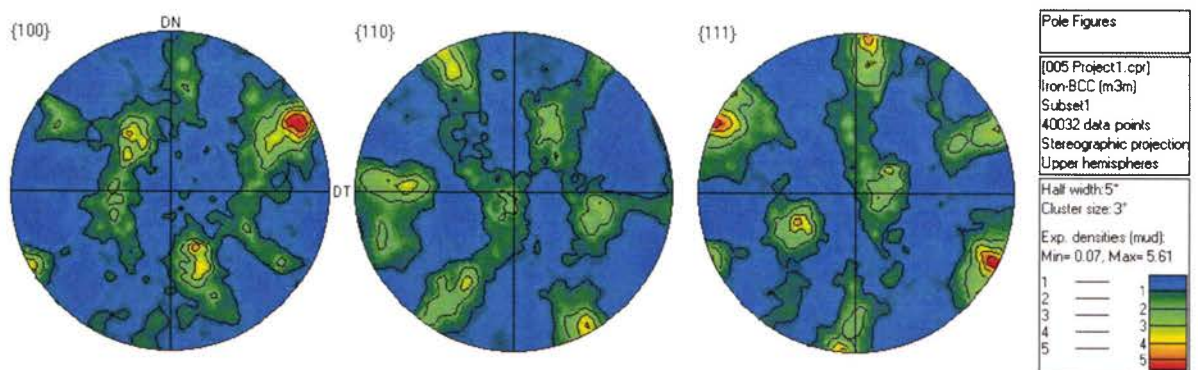 {100}
DN
{110}
{111}
DT
Pole Figures
[005 Project1.cpr]
Iron-BCC (m3m)
Subset1
40032 data points
Stereographic projection
Upper hemispheres
Half width:5°
Cluster size:3°
Exp. densities (mud):
Min= 0.07, Max= 5.61
1
2
3
4
5
1
2
3
4
5